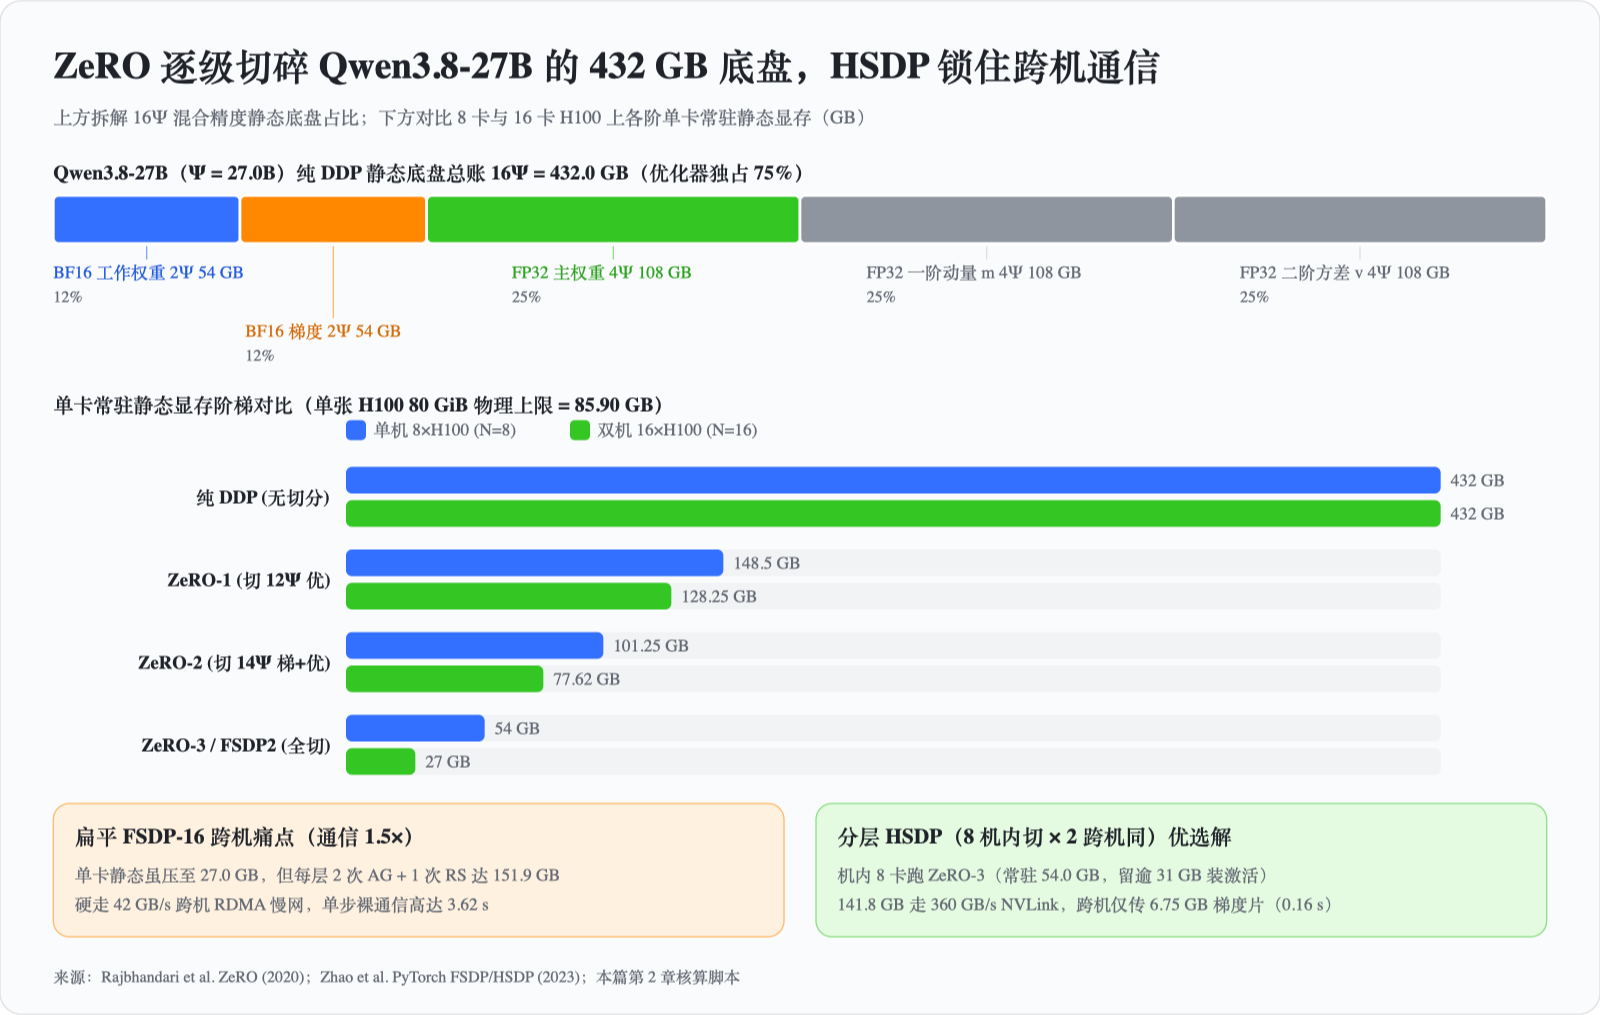 ZeRO 逐级切碎 Qwen3.8-27B 的 432 GB 底盘，HSDP 锁住跨机通信
上方拆解 16Ψ 混合精度静态底盘占比；下方对比 8 卡与 16 卡 H100 上各阶单卡常驻静态显存（GB）
Qwen3.8-27B（Ψ = 27.0B）纯 DDP 静态底盘总账 16Ψ = 432.0 GB（优化器独占 75%）
BF16 工作权重 2Ψ 54 GB
12%
BF16 梯度 2Ψ 54 GB
12%
FP32 主权重 4Ψ 108 GB
25%
FP32 一阶动量 m 4Ψ 108 GB
25%
FP32 二阶方差 v 4Ψ 108 GB
25%
单卡常驻静态显存阶梯对比（单张 H100 80 GiB 物理上限 = 85.90 GB）
单机 8×H100 (N=8)
双机 16×H100 (N=16)
纯 DDP (无切分)
432 GB
432 GB
ZeRO-1 (切 12Ψ 优)
148.5 GB
128.25 GB
ZeRO-2 (切 14Ψ 梯+优)
101.25 GB
77.62 GB
ZeRO-3 / FSDP2 (全切)
54 GB
27 GB
扁平 FSDP-16 跨机痛点（通信 1.5×）
单卡静态虽压至 27.0 GB，但每层 2 次 AG + 1 次 RS 达 151.9 GB
硬走 42 GB/s 跨机 RDMA 慢网，单步裸通信高达 3.62 s
分层 HSDP（8 机内切 × 2 跨机同）优选解
机内 8 卡跑 ZeRO-3（常驻 54.0 GB，留逾 31 GB 装激活）
141.8 GB 走 360 GB/s NVLink，跨机仅传 6.75 GB 梯度片（0.16 s）
来源：Rajbhandari et al. ZeRO (2020)；Zhao et al. PyTorch FSDP/HSDP (2023)；本篇第 2 章核算脚本